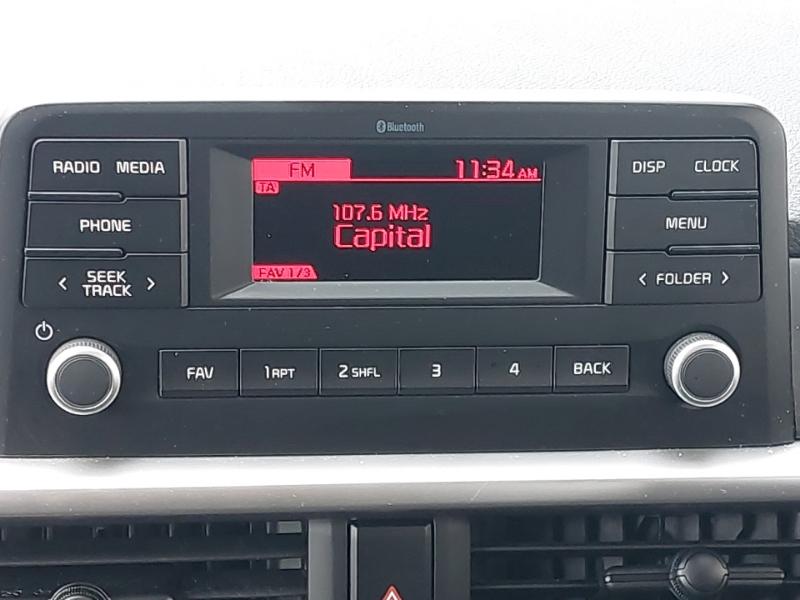 Bluetooth
RADIO MEDIA
PHONE
< SEEK >
TRACK
FM 11:34 AM
TA
107.6 MHz
Capital
FAV 1/3
DISP CLOCK
MENU
< FOLDER >
FAV 1 RPT 2 SHFL 3 4 BACK